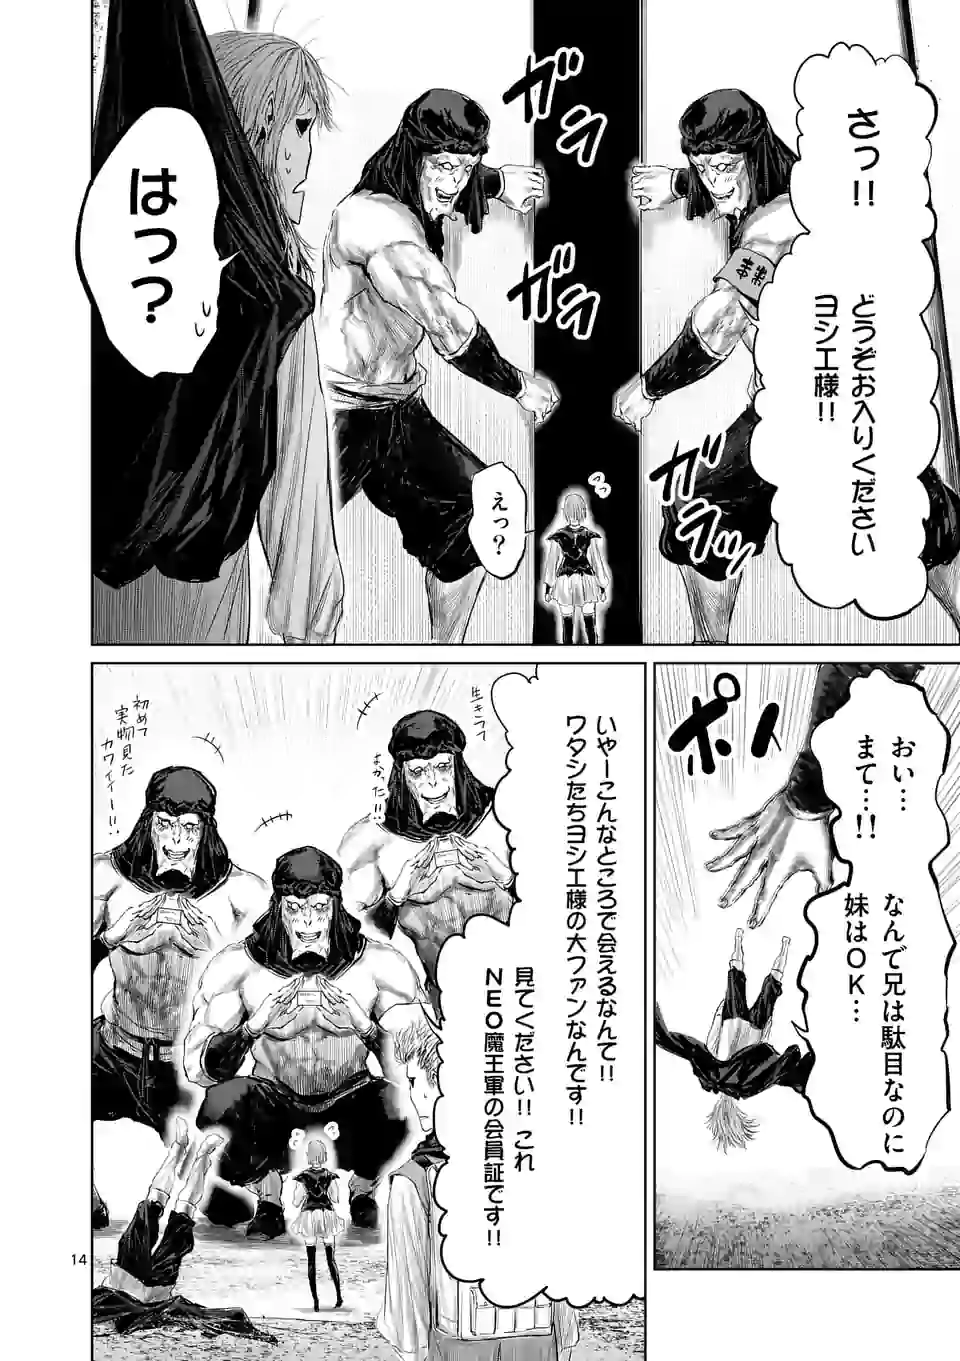 さっ!!
どうぞお入りください
ヨシエ様!!
ガラ
ガラ
ガラッ
えっ?
はっ?
おい…
まて…!!
なんで兄は駄目なのに
妹はOK…
ポイ
いやーこんなところで会えるなんて!!
ワタシたちヨシエ様の大ファンなんです!!
見てください!! これ
NEO魔王軍の会員証です!!
生きてて
よかった!!
初めて
実物見た
カワイイー!!
14